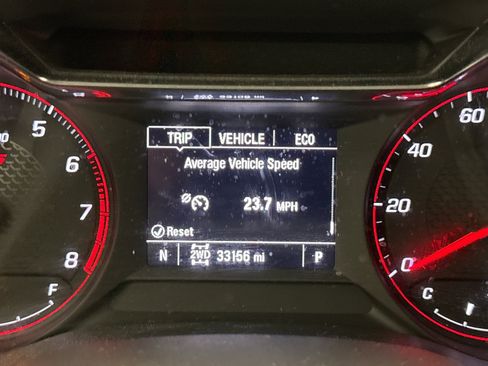 TRIP VEHICLE ECO
Average Vehicle Speed
23.7 MPH
Reset
N 2WD 33156 mi P
5
6
7
8
F
60
40
20
0
C